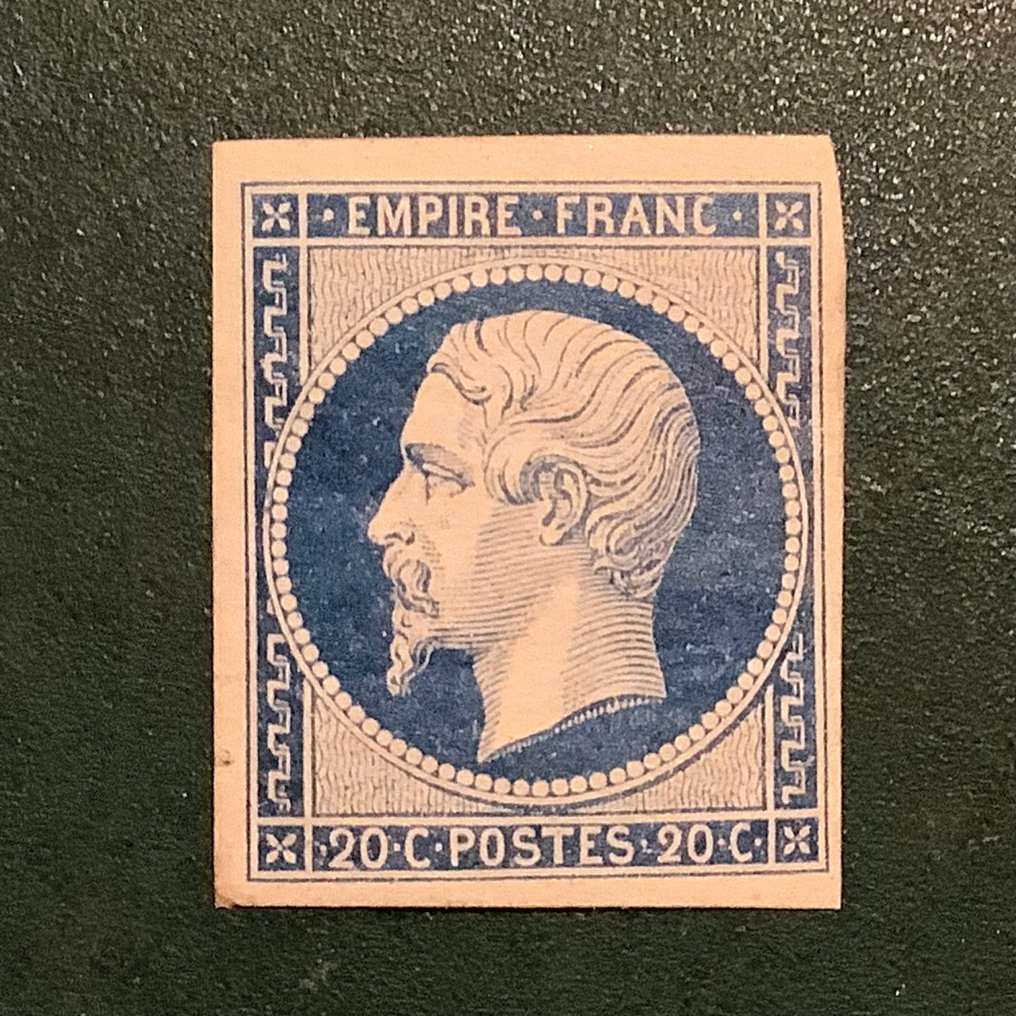 · EMPIRE · FRANC ·
· 20 · C · POSTES · 20 · C ·